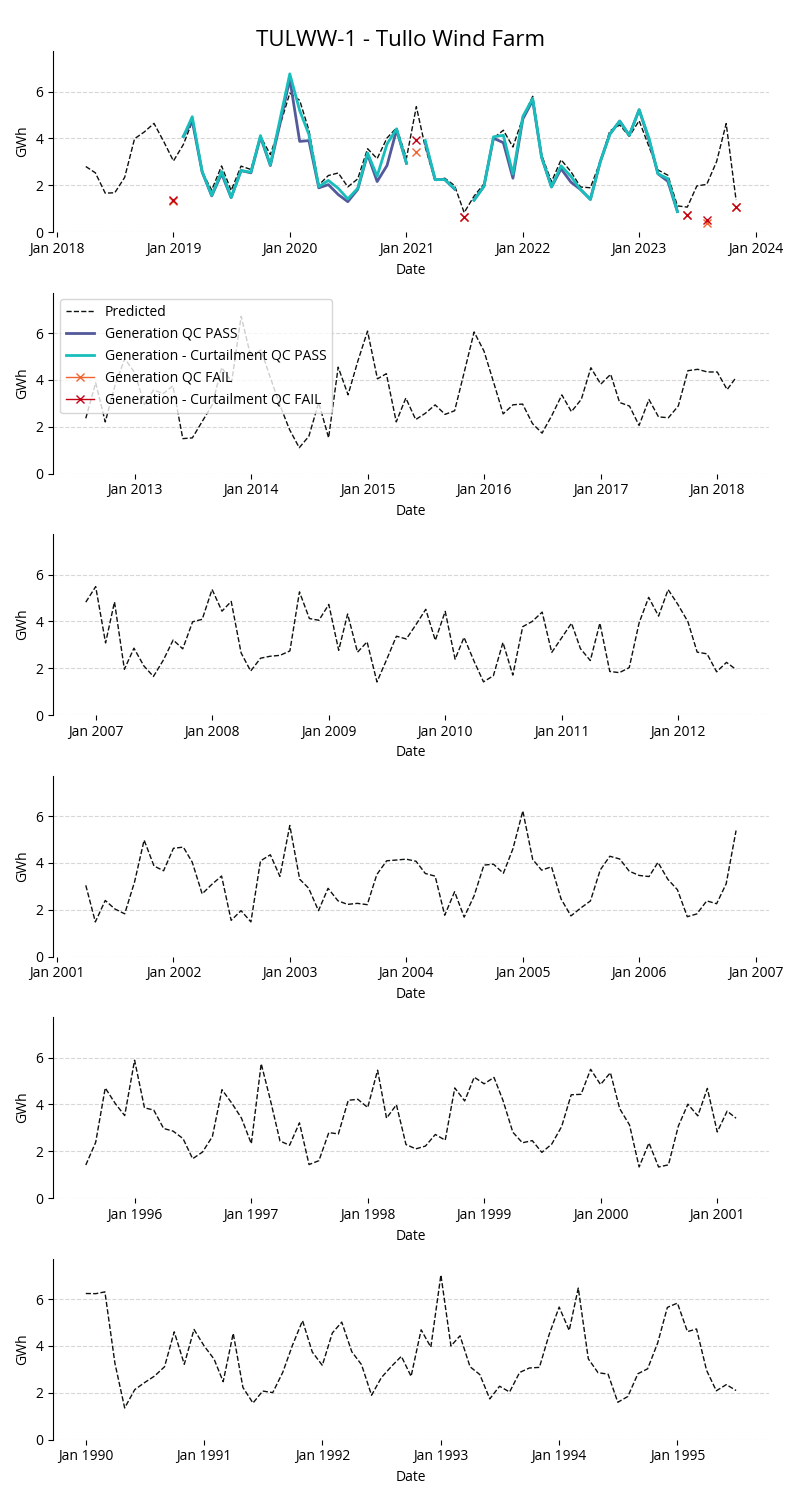 TULWW-1 - Tullo Wind Farm
GWh
6
4
2
0
Jan 2018 Jan 2019 Jan 2020 Jan 2021 Jan 2022 Jan 2023 Jan 2024
Date
Predicted
Generation QC PASS
Generation - Curtailment QC PASS
Generation QC FAIL
Generation - Curtailment QC FAIL
GWh
6
4
2
0
Jan 2013 Jan 2014 Jan 2015 Jan 2016 Jan 2017 Jan 2018
Date
GWh
6
4
2
0
Jan 2007 Jan 2008 Jan 2009 Jan 2010 Jan 2011 Jan 2012
Date
GWh
6
4
2
0
Jan 2001 Jan 2002 Jan 2003 Jan 2004 Jan 2005 Jan 2006 Jan 2007
Date
GWh
6
4
2
0
Jan 1996 Jan 1997 Jan 1998 Jan 1999 Jan 2000 Jan 2001
Date
GWh
6
4
2
0
Jan 1990 Jan 1991 Jan 1992 Jan 1993 Jan 1994 Jan 1995
Date